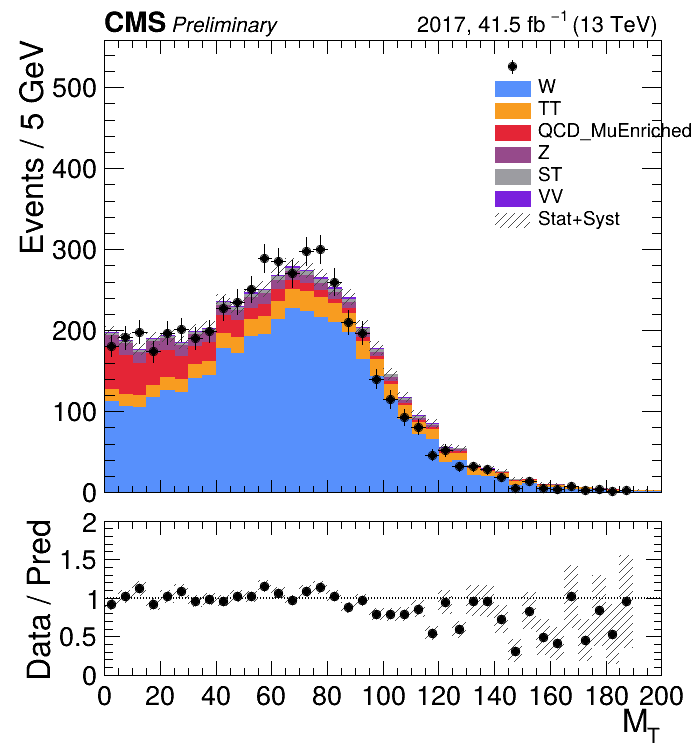 CMS Preliminary 2017, 41.5 fb⁻¹ (13 TeV)
Events / 5 GeV
500
400
300
200
100
0
W
TT
QCD_MuEnriched
Z
ST
VV
Stat+Syst
Data / Pred
2
1.5
1
0.5
0
0 20 40 60 80 100 120 140 160 180 200
M_T